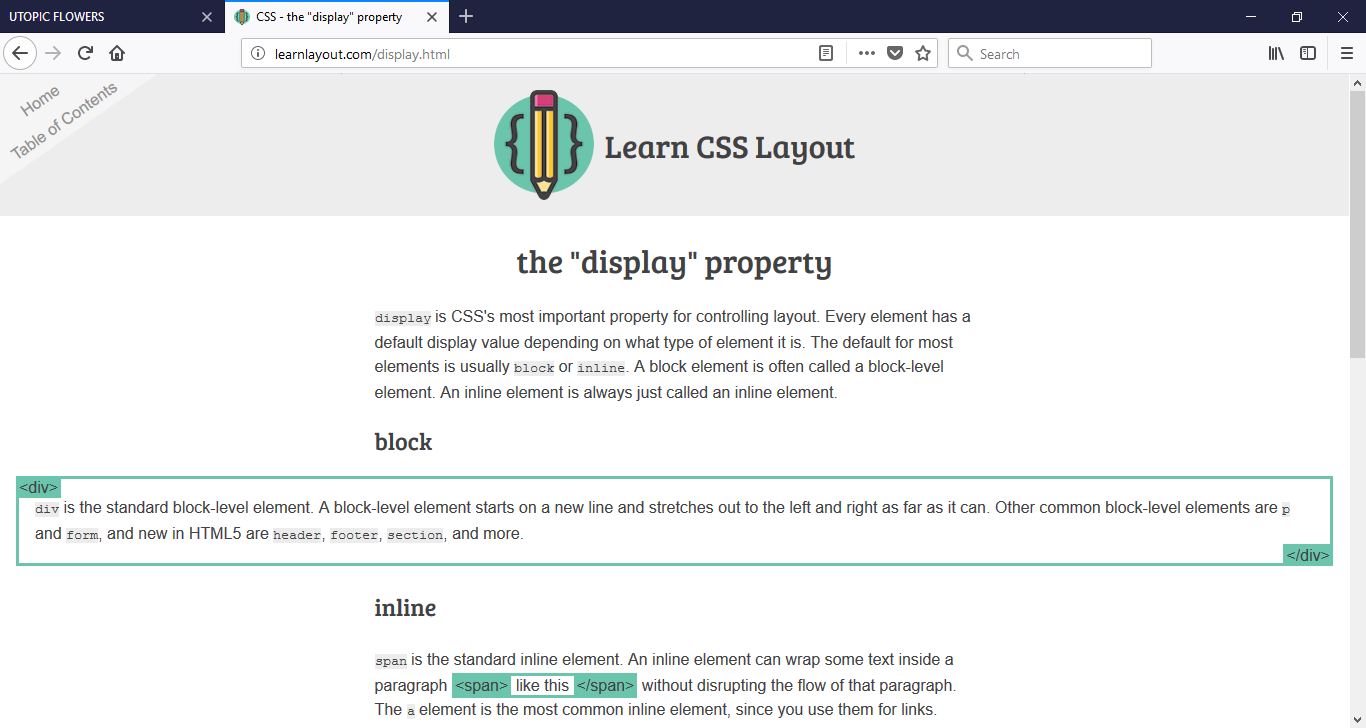 UTOPIC FLOWERS
CSS - the "display" property
learnlayout.com/display.html
Search
Home
Table of Contents
Learn CSS Layout
the "display" property
display is CSS's most important property for controlling layout. Every element has a
default display value depending on what type of element it is. The default for most
elements is usually block or inline. A block element is often called a block-level
element. An inline element is always just called an inline element.
block
<div>
div is the standard block-level element. A block-level element starts on a new line and stretches out to the left and right as far as it can. Other common block-level elements are p
and form, and new in HTML5 are header, footer, section, and more.
</div>
inline
span is the standard inline element. An inline element can wrap some text inside a
paragraph <span> like this </span> without disrupting the flow of that paragraph.
The a element is the most common inline element, since you use them for links.